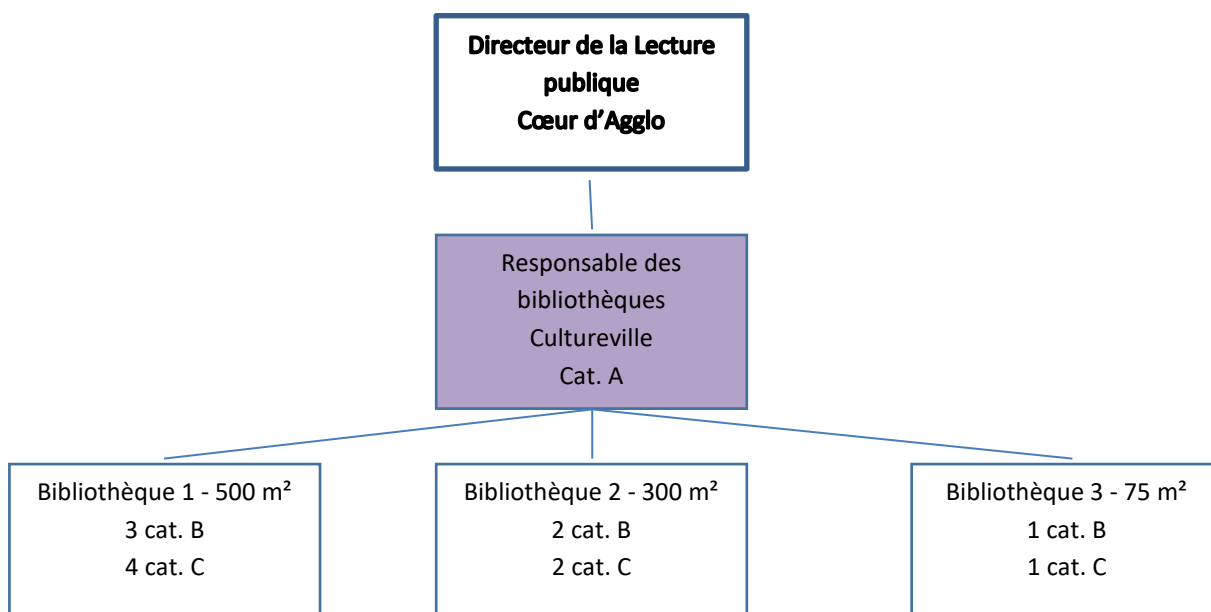 Directeur de la Lecture
publique
Cœur d’Agglo
Responsable des
bibliothèques
Cultureville
Cat. A
Bibliothèque 1 - 500 m²
3 cat. B
4 cat. C
Bibliothèque 2 - 300 m²
2 cat. B
2 cat. C
Bibliothèque 3 - 75 m²
1 cat. B
1 cat. C